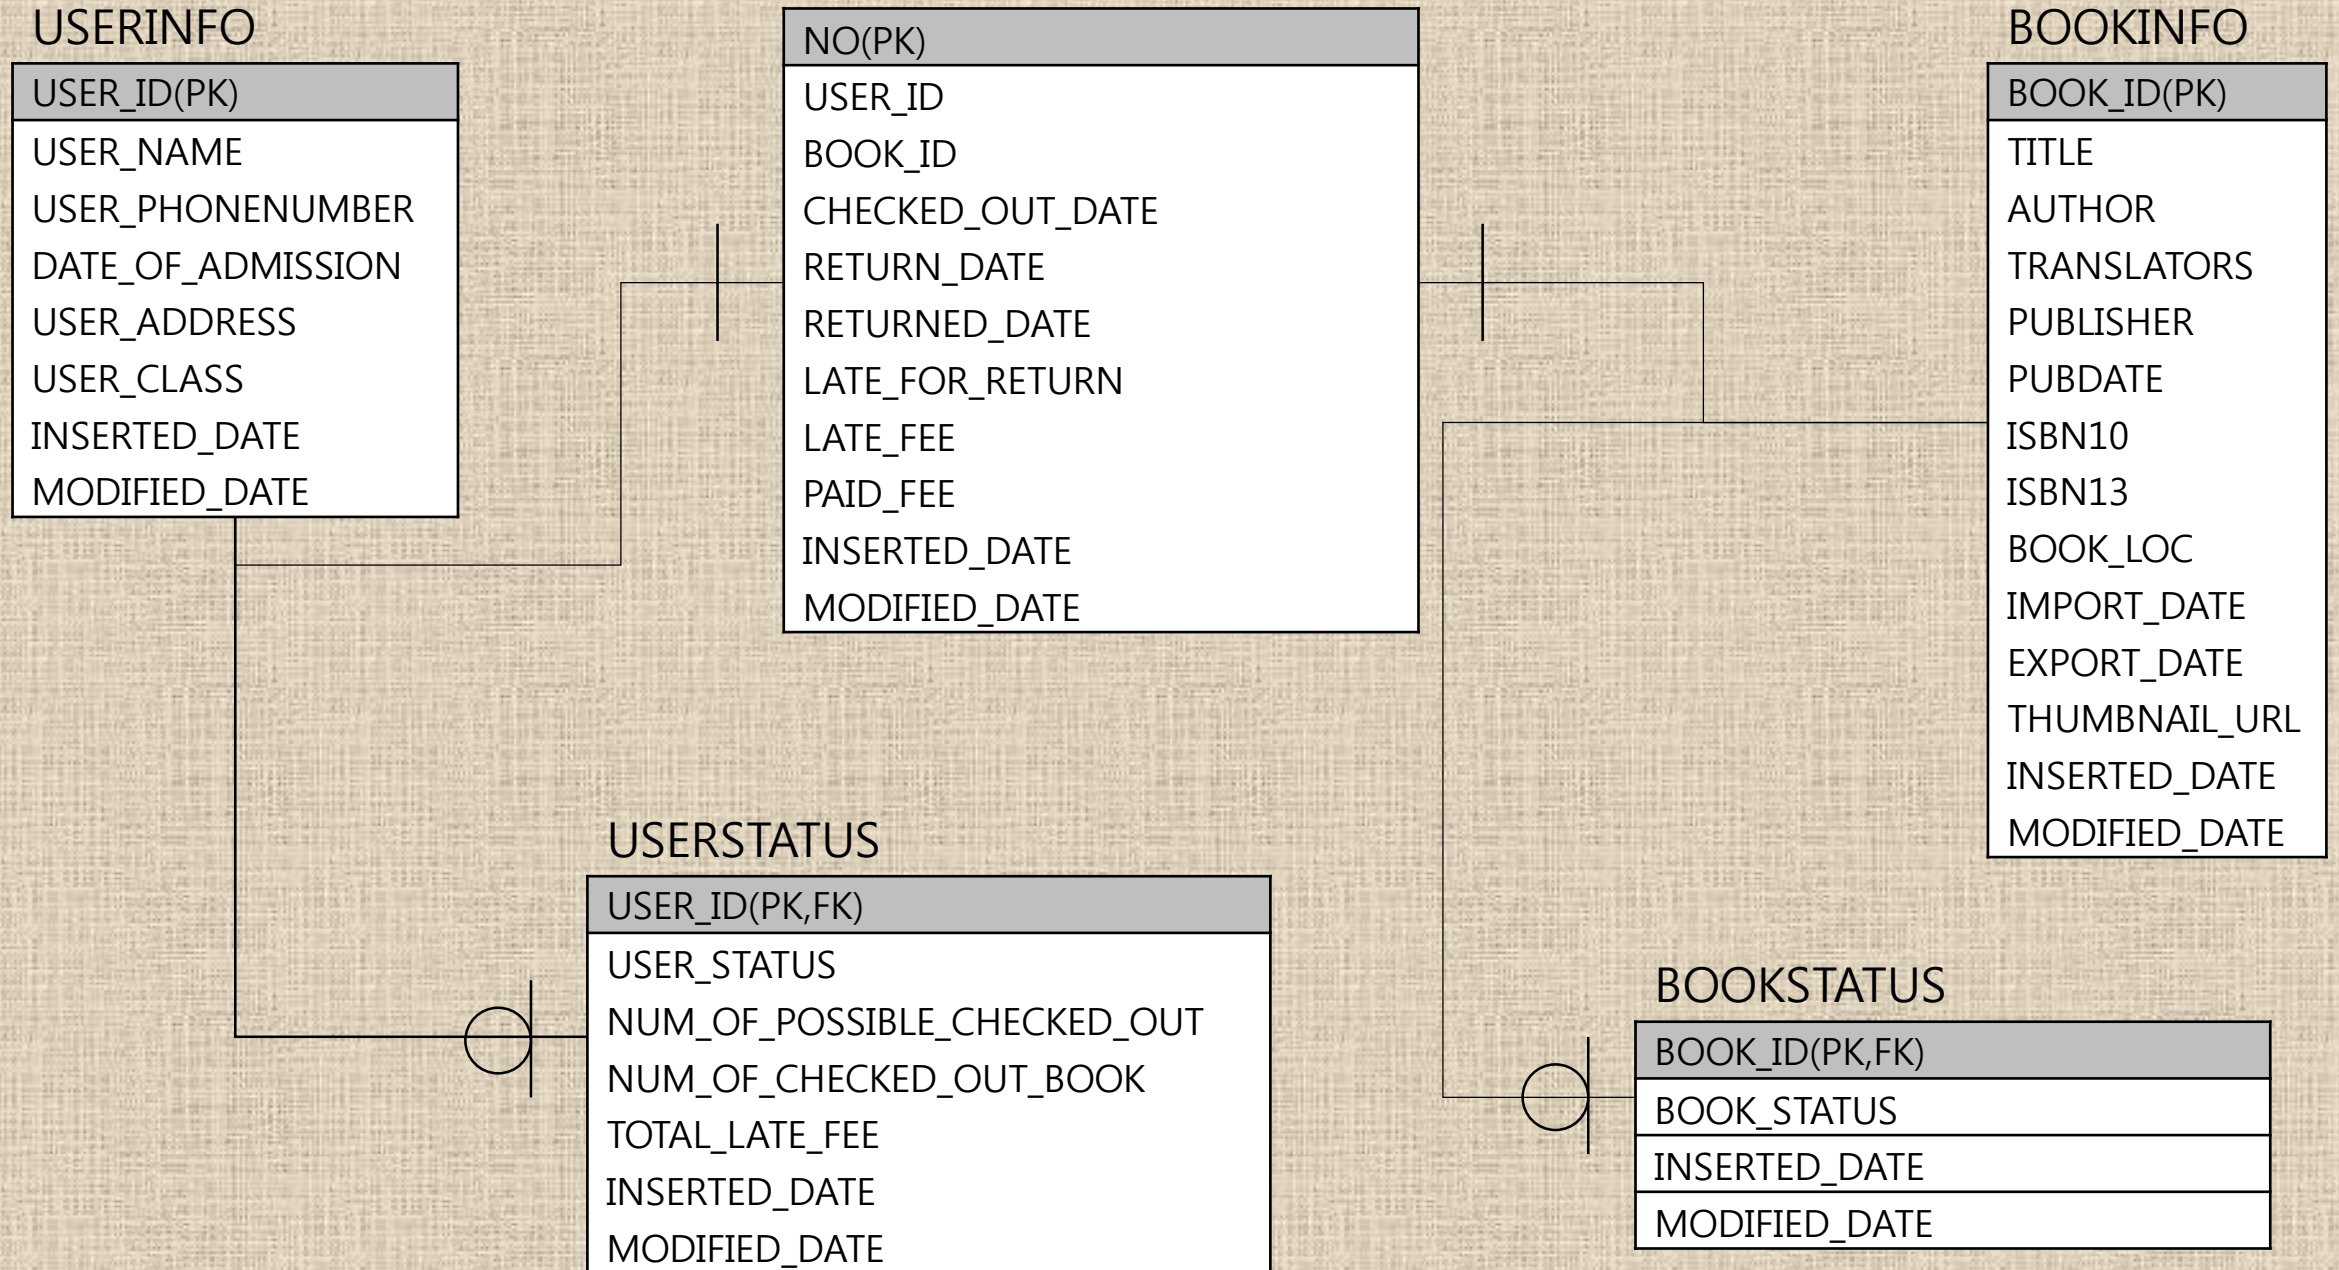 USERINFO
USER_ID(PK)
USER_NAME
USER_PHONENUMBER
DATE_OF_ADMISSION
USER_ADDRESS
USER_CLASS
INSERTED_DATE
MODIFIED_DATE
NO(PK)
USER_ID
BOOK_ID
CHECKED_OUT_DATE
RETURN_DATE
RETURNED_DATE
LATE_FOR_RETURN
LATE_FEE
PAID_FEE
INSERTED_DATE
MODIFIED_DATE
BOOKINFO
BOOK_ID(PK)
TITLE
AUTHOR
TRANSLATORS
PUBLISHER
PUBDATE
ISBN10
ISBN13
BOOK_LOC
IMPORT_DATE
EXPORT_DATE
THUMBNAIL_URL
INSERTED_DATE
MODIFIED_DATE
USERSTATUS
USER_ID(PK,FK)
USER_STATUS
NUM_OF_POSSIBLE_CHECKED_OUT
NUM_OF_CHECKED_OUT_BOOK
TOTAL_LATE_FEE
INSERTED_DATE
MODIFIED_DATE
BOOKSTATUS
BOOK_ID(PK,FK)
BOOK_STATUS
INSERTED_DATE
MODIFIED_DATE